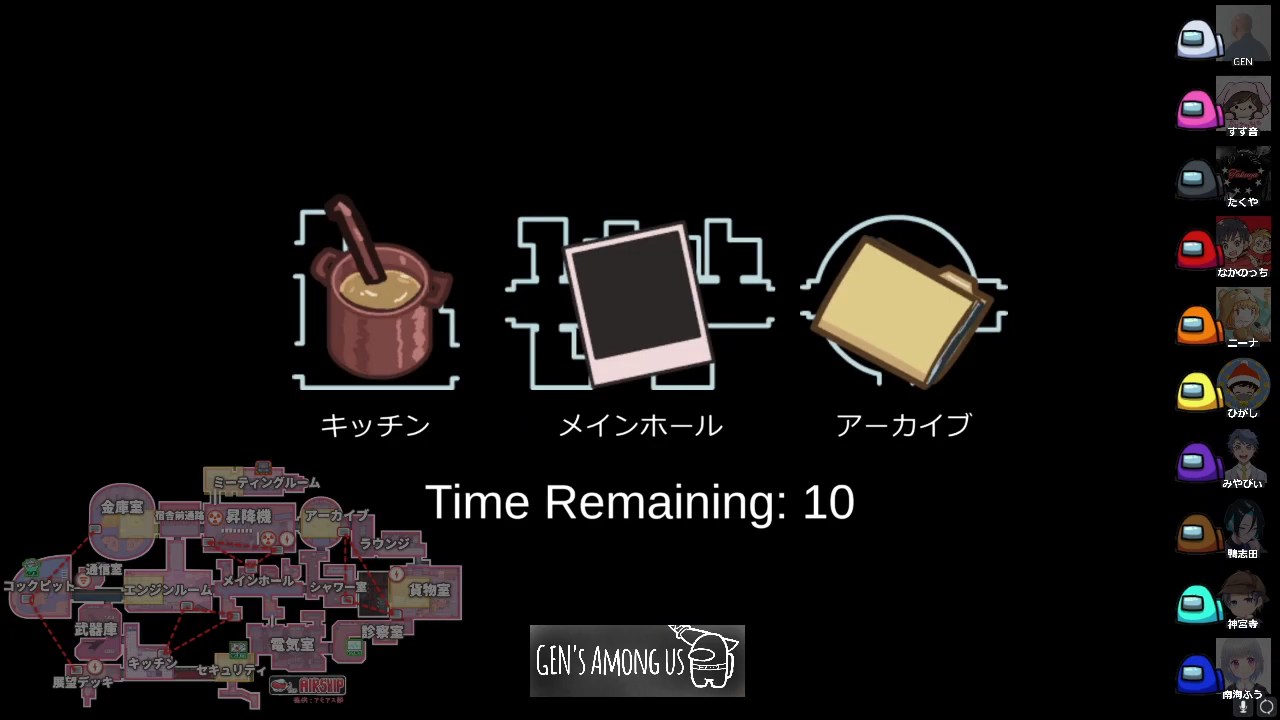 キッチン
メインホール
アーカイブ
Time Remaining: 10
GEN'S AMONG US
ミーティングルーム
金庫室
宿舎前通路
昇降機
アーカイブ
ラウンジ
コックピット
通信室
エンジンルーム
メインホール
シャワー室
貨物室
武器庫
電気室
診察室
キッチン
セキュリティ
展望デッキ
AIRSHIP
GEN
すず音
たくや
なかのっち
ニーナ
ひがし
みやびぃ
鴨志田
神宮寺
南海ふう